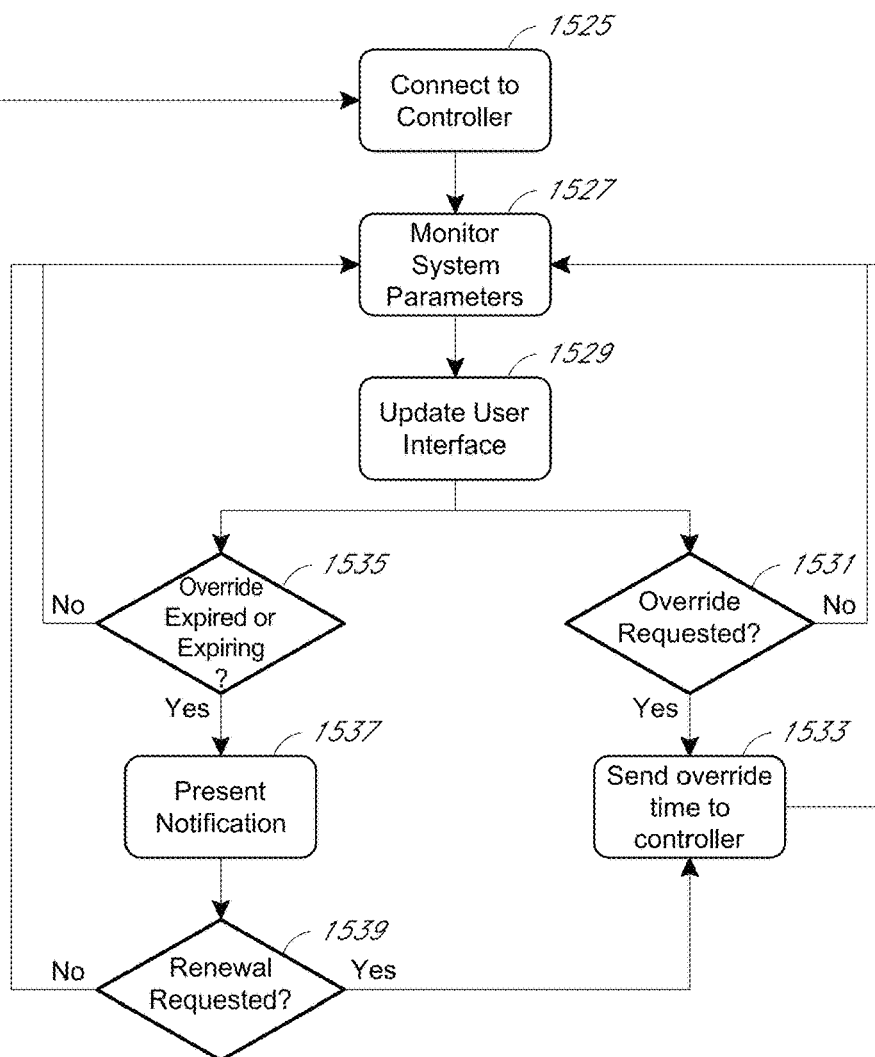 1525
Connect to
Controller
1527
Monitor
System
Parameters
1529
Update User
Interface
1535
Override
Expired or
Expiring
?
No
Yes
1531
Override
Requested?
No
Yes
1537
Present
Notification
1533
Send override
time to
controller
1539
Renewal
Requested?
No
Yes